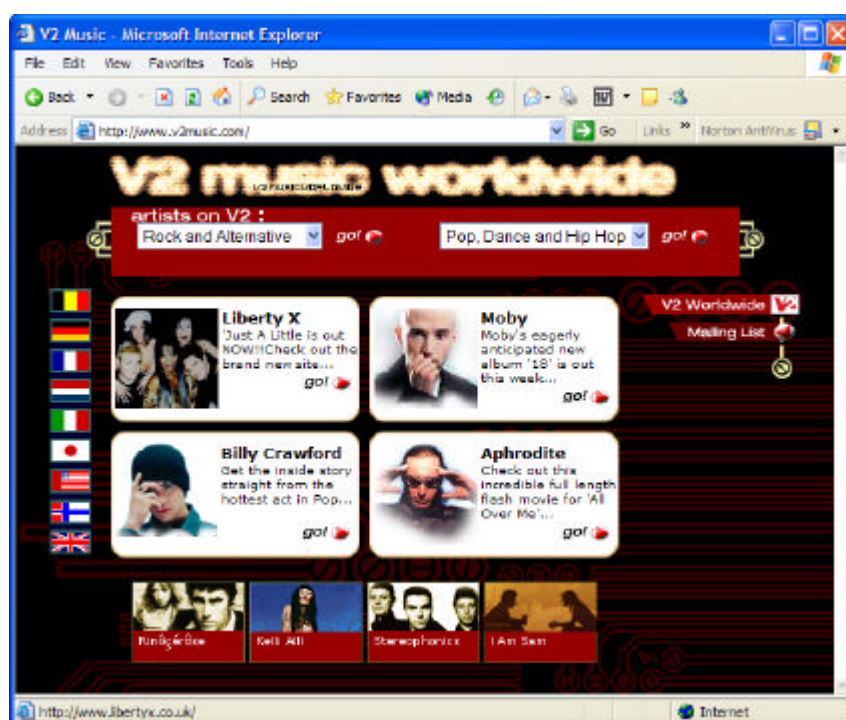 V2 Music - Microsoft Internet Explorer
File Edit View Favorites Tools Help
Back Search Favorites Media
Address http://www.v2music.com/ Go Links Norton AntiVirus
V2 music worldwide
artists on V2 :
Rock and Alternative go! Pop, Dance and Hip Hop go!
V2 Worldwide V2
Mailing List
Liberty X
'Just A Little is out
NOW!!!Check out the
brand new site...
go!
Moby
Moby's eagerly
anticipated new
album '18' is out
this week...
go!
Billy Crawford
Get the inside story
straight from the
hottest act in Pop...
go!
Aphrodite
Check out this
incredible full length
flash movie for 'All
Over Me'...
go!
Rinôçérôse Kelli Ali Stereophonics I Am Sam
http://www.libertyx.co.uk/ Internet